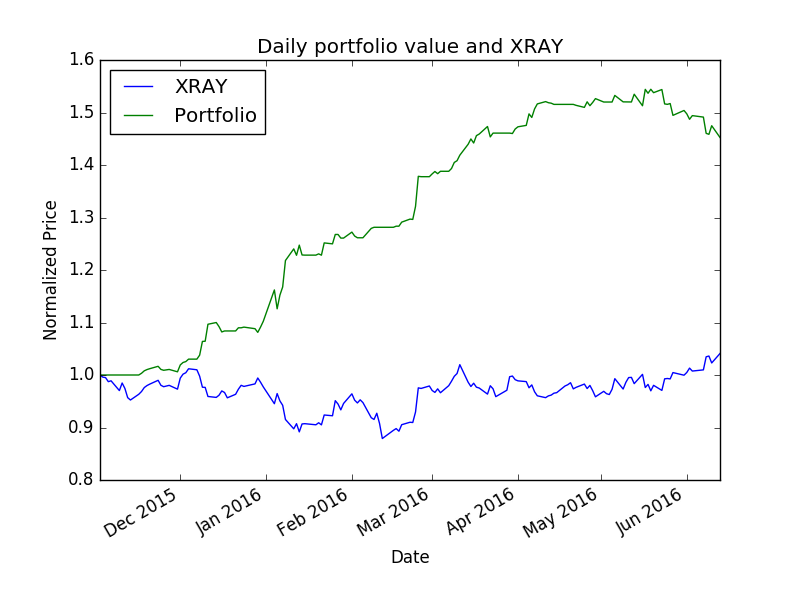 Daily portfolio value and XRAY
1.6
1.5
1.4
1.3
1.2
1.1
1.0
0.9
0.8
Normalized Price
XRAY
Portfolio
Dec 2015
Jan 2016
Feb 2016
Mar 2016
Apr 2016
May 2016
Jun 2016
Date